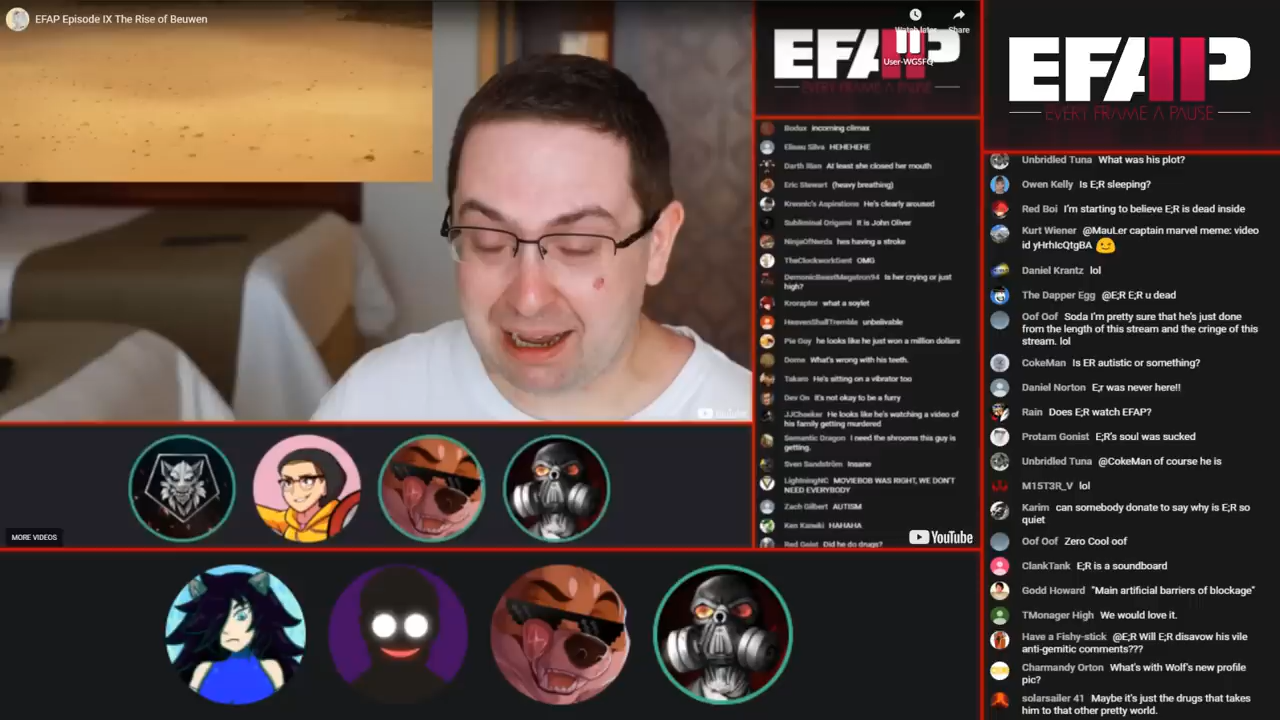 EFAP Episode IX The Rise of Beuwen
Watch later
Share
EFAP
User-WGSFQ
EVERY FRAME A PAUSE
Bodux incoming climax
Eliseu Silva HEHEHEHE
Darth Rian At least she closed her mouth
Eric Stewart (heavy breathing)
Krennic's Aspirations He's clearly aroused
Subliminal Origami It is John Oliver
NinjaOfNerds hes having a stroke
TheClockworkGent OMG
DemonicBeastMegatron94 Is her crying or just
high?
Kroraptor what a soylet
HeavenShallTremble unbelivable
Pie Guy he looks like he just won a million dollars
Dome What's wrong with his teeth.
Takaro He's sitting on a vibrator too
Dev On it's not okay to be a furry
JJChewker He looks like he's watching a video of
his family getting murdered
Semantic Dragon I need the shrooms this guy is
getting.
Sven Sandström Insane
LightningNC MOVIEBOB WAS RIGHT, WE DON'T
NEED EVERYBODY
Zach Gilbert AUTISM
Ken Kaneki HAHAHA
Red Geist Did he do drugs?
YouTube
YouTube
MORE VIDEOS
EFAP
EVERY FRAME A PAUSE
Unbridled Tuna What was his plot?
Owen Kelly Is E;R sleeping?
Red Boi I'm starting to believe E;R is dead inside
Kurt Wiener @MauLer captain marvel meme: video
id yHrhIcQtgBA
Daniel Krantz lol
The Dapper Egg @E;R E;R u dead
Oof Oof Soda I'm pretty sure that he's just done
from the length of this stream and the cringe of this
stream. lol
CokeMan Is ER autistic or something?
Daniel Norton E;r was never here!!
Rain Does E;R watch EFAP?
Protam Gonist E;R's soul was sucked
Unbridled Tuna @CokeMan of course he is
M15T3R_V lol
Karim can somebody donate to say why is E;R so
quiet
Oof Oof Zero Cool oof
ClankTank E;R is a soundboard
Godd Howard "Main artificial barriers of blockage"
TMonager High We would love it.
Have a Fishy-stick @E;R Will E;R disavow his vile
anti-gemitic comments???
Charmandy Orton What's with Wolf's new profile
pic?
solarsailer 41 Maybe it's just the drugs that takes
him to that other pretty world.